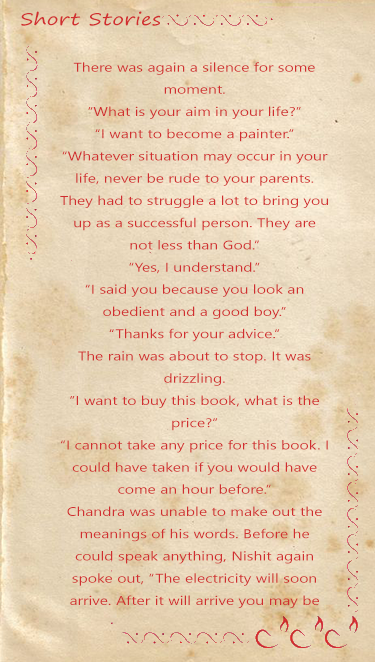 Short Stories
There was again a silence for some
moment.
“What is your aim in your life?”
“I want to become a painter.”
“Whatever situation may occur in your
life, never be rude to your parents.
They had to struggle a lot to bring you
up as a successful person. They are
not less than God.”
“Yes, I understand.”
“I said you because you look an
obedient and a good boy.”
“Thanks for your advice.”
The rain was about to stop. It was
drizzling.
“I want to buy this book, what is the
price?”
“I cannot take any price for this book. I
could have taken if you would have
come an hour before.”
Chandra was unable to make out the
meanings of his words. Before he
could speak anything, Nishit again
spoke out, “The electricity will soon
arrive. After it will arrive you may be